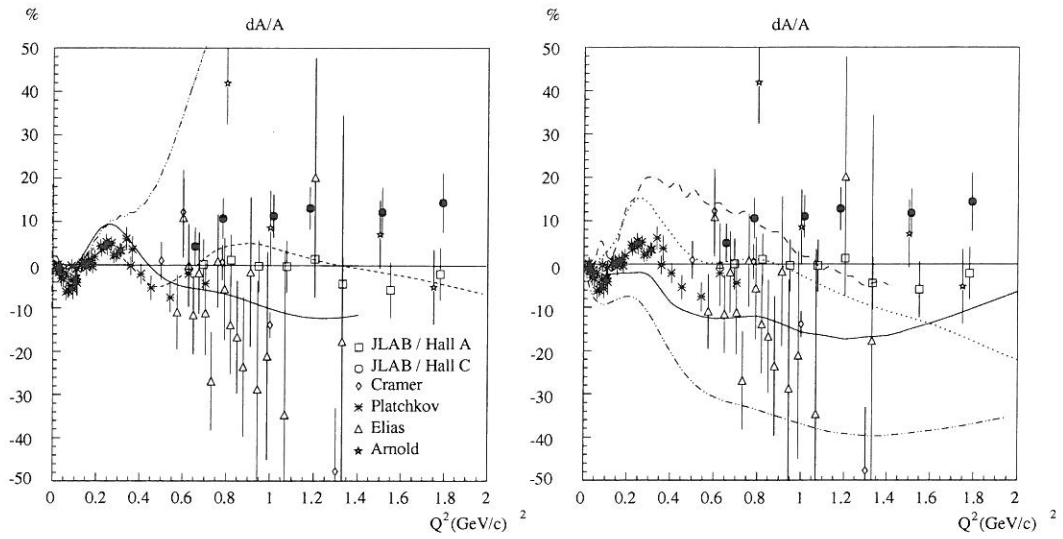 % dA/A
50
40
30
20
10
0
-10
-20
-30
-40
-50
JLAB / Hall A
JLAB / Hall C
Cramer
Platchkov
Elias
Arnold
0 0.2 0.4 0.6 0.8 1 1.2 1.4 1.6 1.8 2
Q2(GeV/c) 2
% dA/A
50
40
30
20
10
0
-10
-20
-30
-40
-50
0 0.2 0.4 0.6 0.8 1 1.2 1.4 1.6 1.8 2
Q2(GeV/c) 2